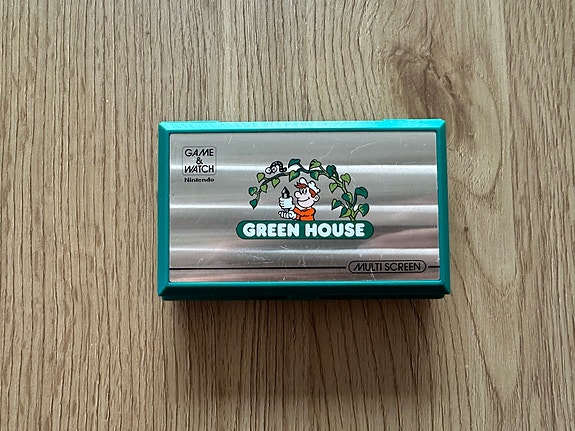 GAME
&
WATCH
Nintendo
GREEN HOUSE
MULTI SCREEN